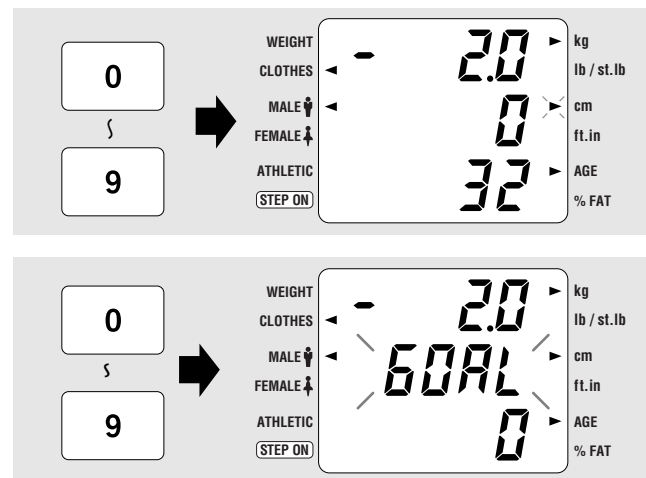 0
9
WEIGHT - 2.0 kg
CLOTHES lb / st.lb
MALE 0 cm
FEMALE ft.in
ATHLETIC 32 AGE
STEP ON % FAT
0
9
WEIGHT - 2.0 kg
CLOTHES lb / st.lb
MALE GOAL cm
FEMALE ft.in
ATHLETIC 0 AGE
STEP ON % FAT